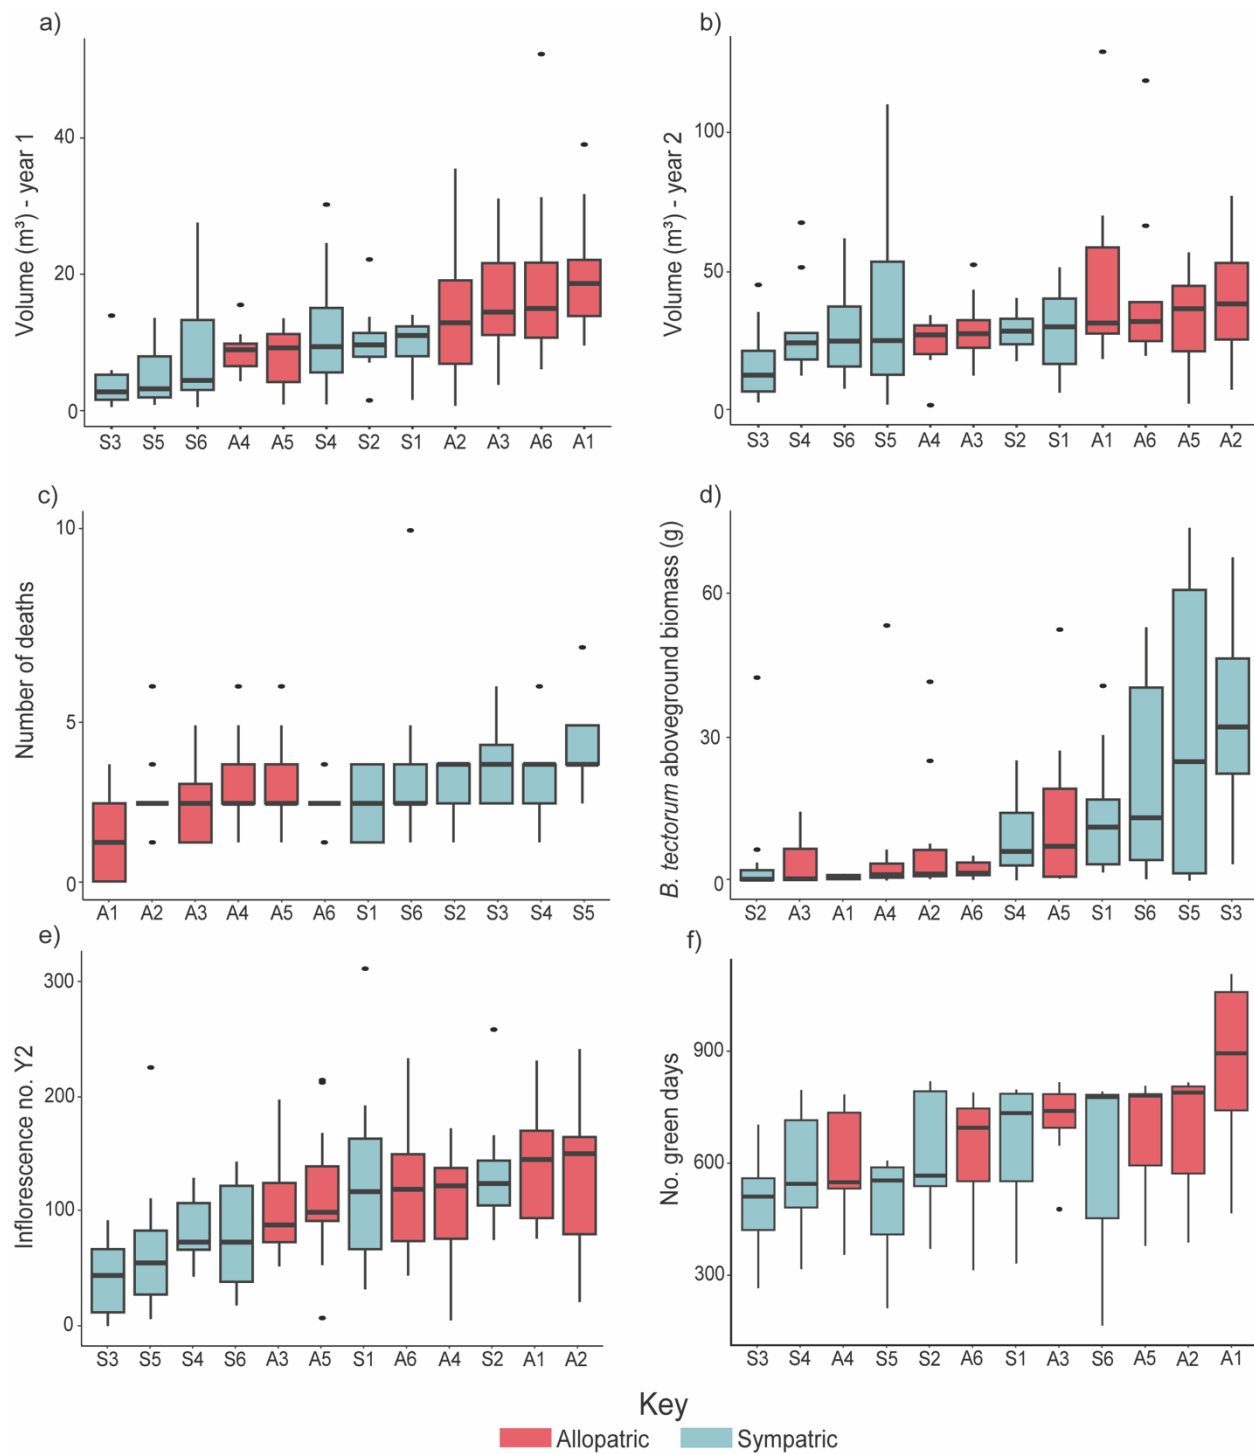 a)
Volume (m³) - year 1
40
20
0
S3 S5 S6 A4 A5 S4 S2 S1 A2 A3 A6 A1
b)
Volume (m³) - year 2
100
50
0
S3 S4 S6 S5 A4 A3 S2 S1 A1 A6 A5 A2
c)
Number of deaths
10
5
0
A1 A2 A3 A4 A5 A6 S1 S6 S2 S3 S4 S5
d)
B. tectorum aboveground biomass (g)
60
30
0
S2 A3 A1 A4 A2 A6 S4 A5 S1 S6 S5 S3
e)
Inflorescence no. Y2
300
200
100
0
S3 S5 S4 S6 A3 A5 S1 A6 A4 S2 A1 A2
f)
No. green days
900
600
300
S3 S4 A4 S5 S2 A6 S1 A3 S6 A5 A2 A1
Key
Allopatric Sympatric